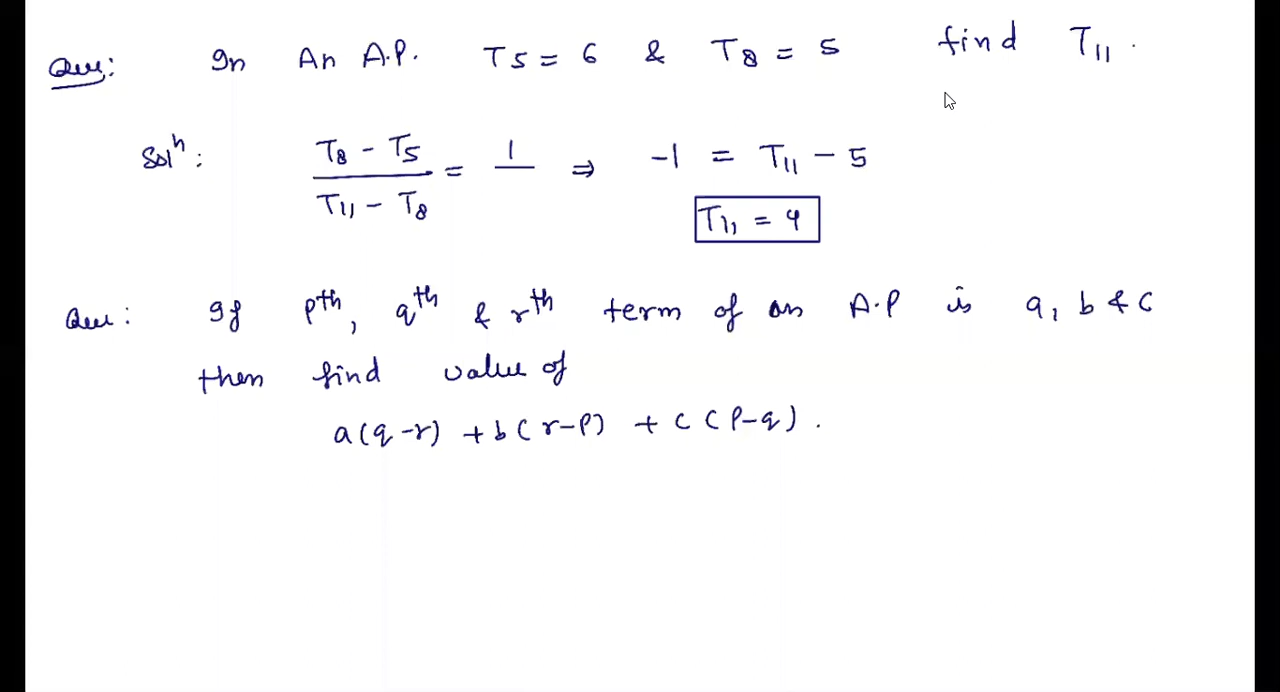 Que: In An A.P. T5 = 6 & T8 = 5 find T11.
Solⁿ: (T8 - T5)/(T11 - T8) = 1/ ⇒ -1 = T11 - 5
T11 = 4
Que: If pth, qth & rth term of an A.P is a, b & c
then find value of
a(q-r) + b(r-p) + c(p-q).